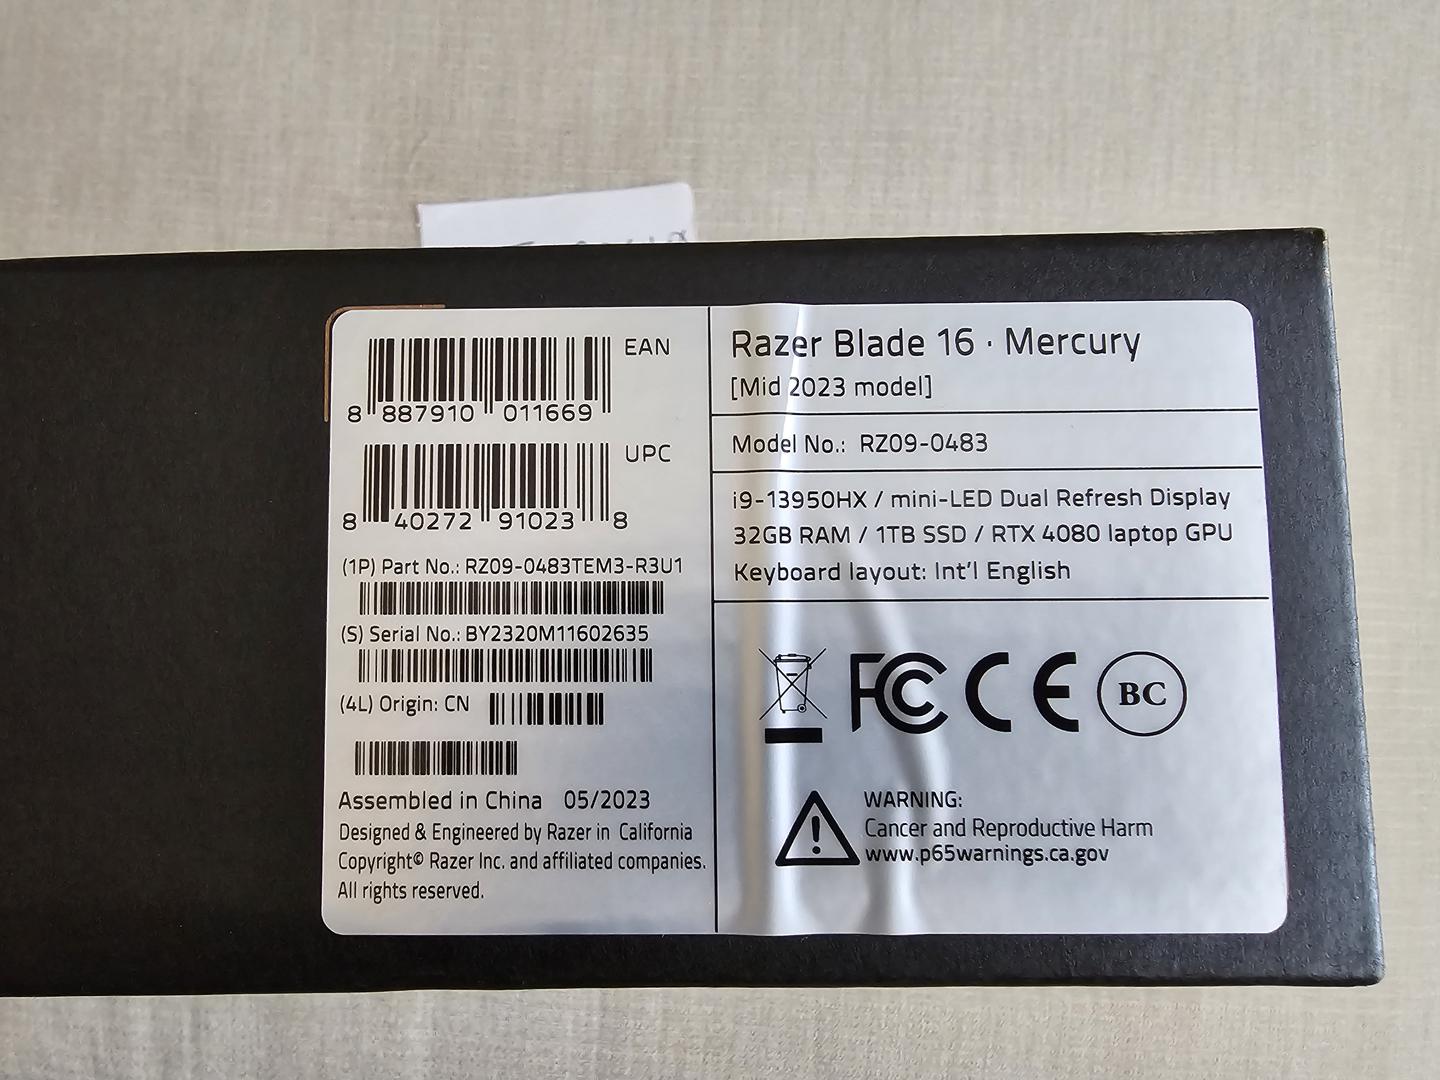 EAN
8 887910 011669
UPC
8 40272 91023 8
(1P) Part No.: RZ09-0483TEM3-R3U1
(S) Serial No.: BY2320M11602635
(4L) Origin: CN
Assembled in China 05/2023
Designed & Engineered by Razer in California
Copyright© Razer Inc. and affiliated companies.
All rights reserved.
Razer Blade 16 · Mercury
[Mid 2023 model]
Model No.: RZ09-0483
i9-13950HX / mini-LED Dual Refresh Display
32GB RAM / 1TB SSD / RTX 4080 laptop GPU
Keyboard layout: Int'l English
FC CE BC
WARNING:
Cancer and Reproductive Harm
www.p65warnings.ca.gov